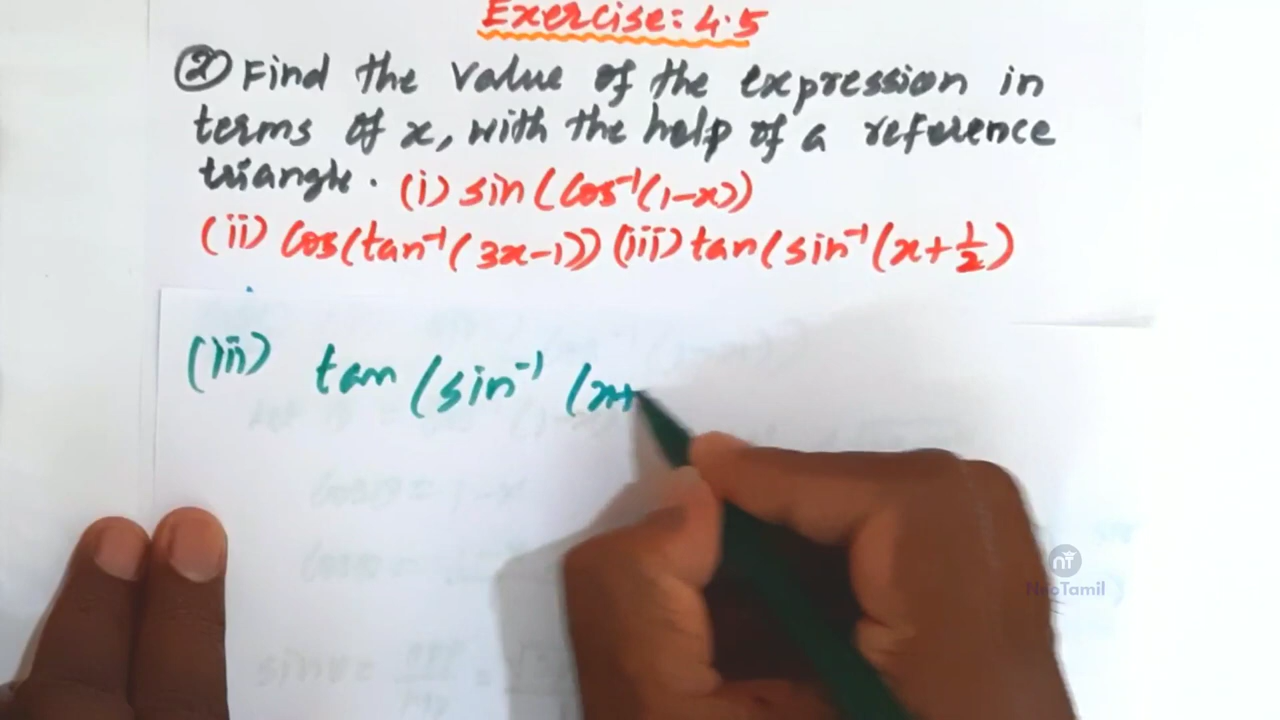 Exercise: 4.5
② Find the value of the expression in
terms of x, with the help of a reference
triangle. (i) sin(cos⁻¹(1-x))
(ii) cos(tan⁻¹(3x-1)) (iii) tan(sin⁻¹(x+1/2)
(iii) tan (sin⁻¹ (x+
nT
NeoTamil